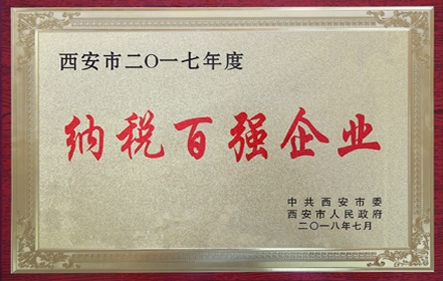 西安市二〇一七年度
纳税百强企业
中共西安市委
西安市人民政府
二〇一八年七月